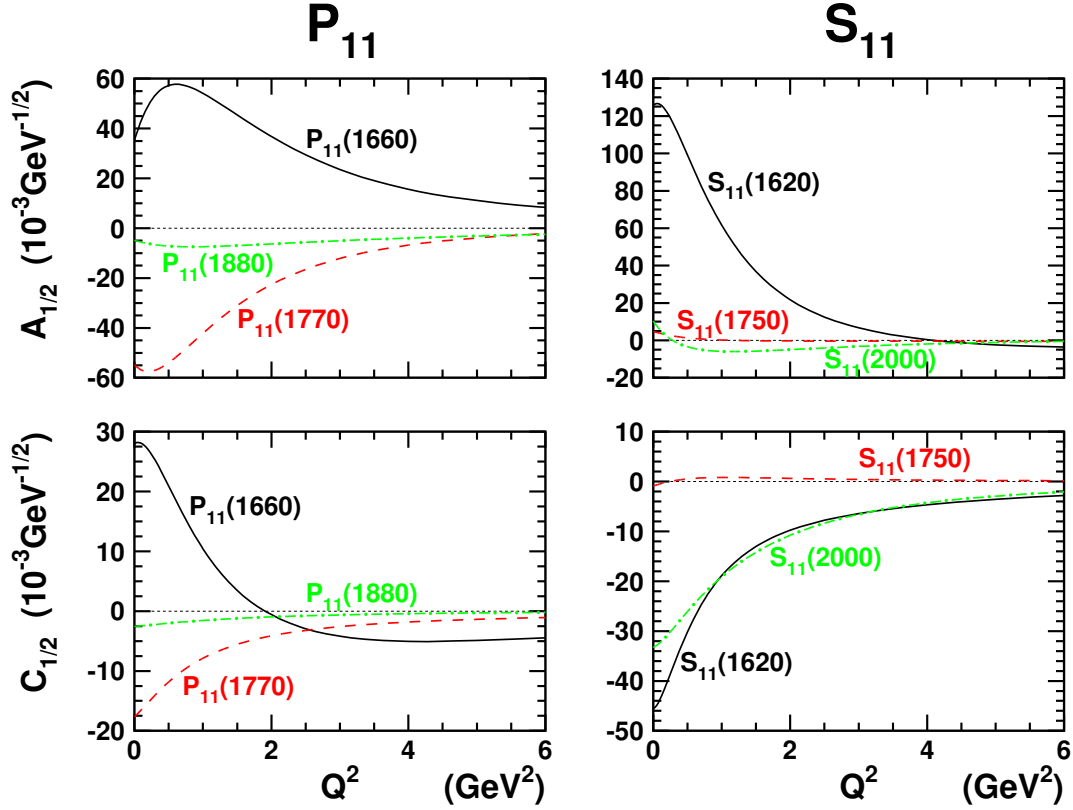 P11 S11
A1/2 (10-3GeV-1/2)
60
40
20
0
-20
-40
-60
P11(1660)
P11(1880)
P11(1770)
140
120
100
80
60
40
20
0
-20
S11(1620)
S11(1750)
S11(2000)
C1/2 (10-3GeV-1/2)
30
20
10
0
-10
-20
P11(1660)
P11(1880)
P11(1770)
0 2 4 6
Q2 (GeV2)
10
0
-10
-20
-30
-40
-50
S11(1750)
S11(2000)
S11(1620)
0 2 4 6
Q2 (GeV2)